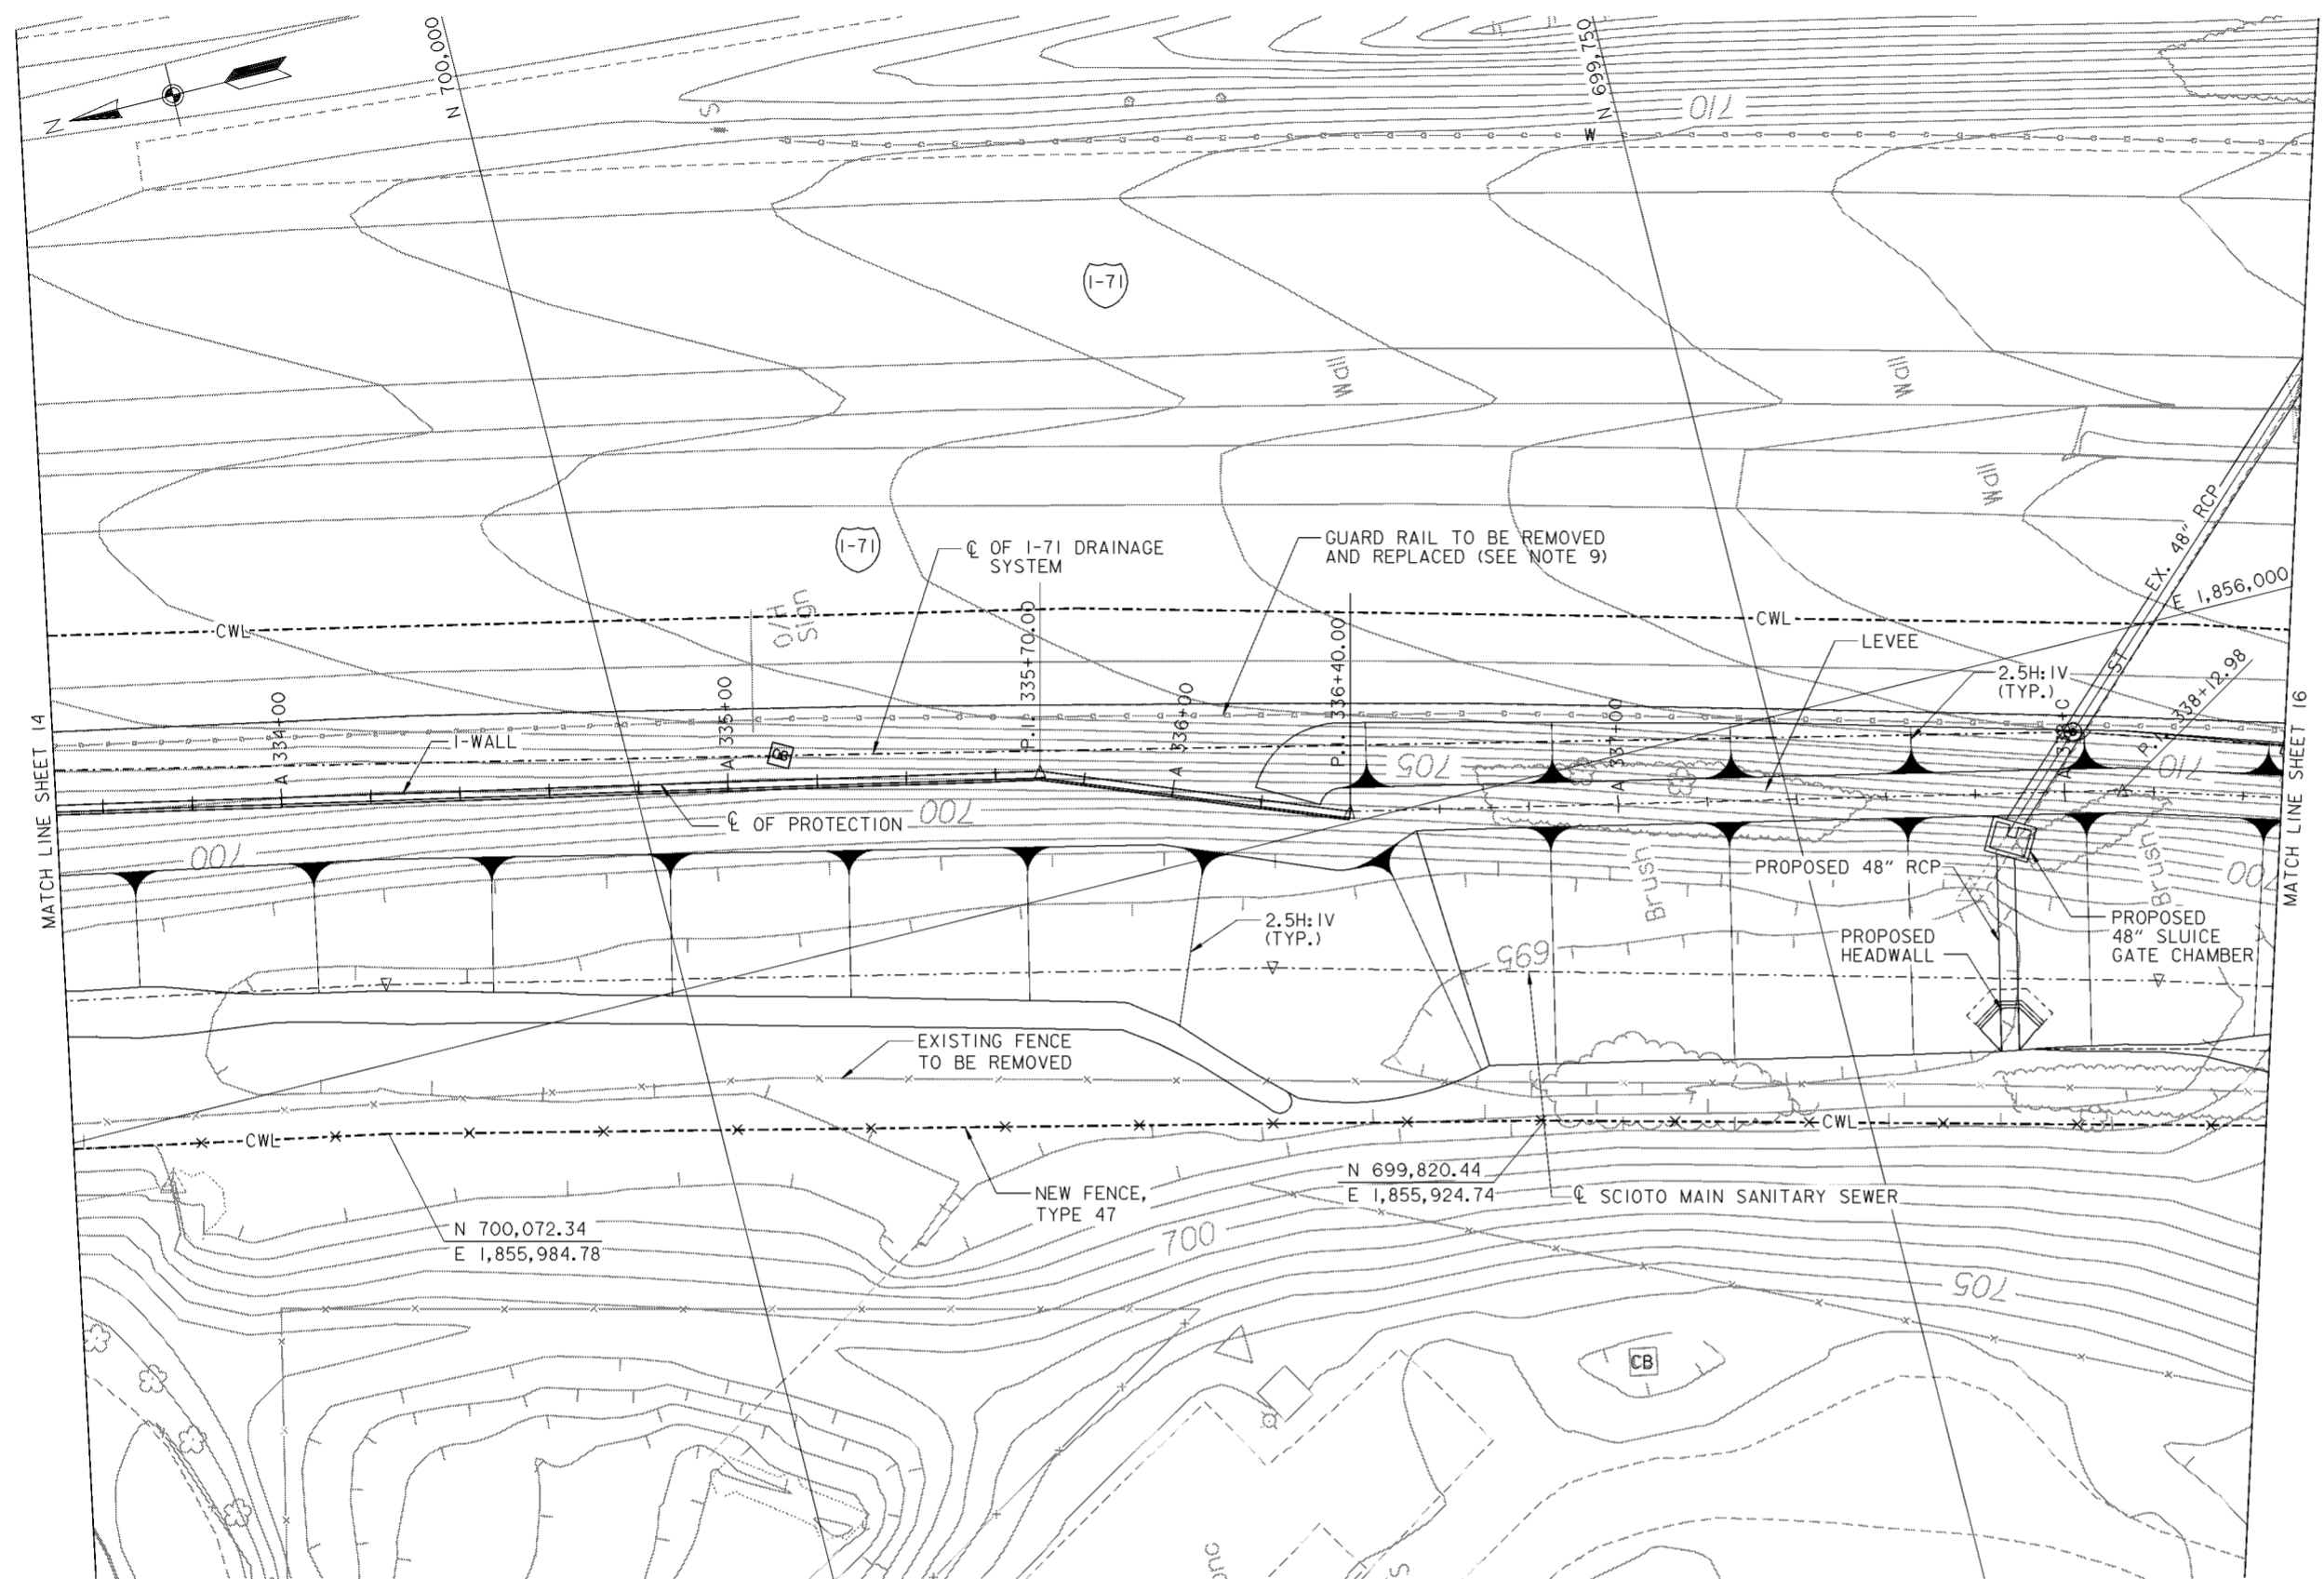 N 700,000
N 699,750
N
S
W
710
I-71
Wall
Wall
Wall
I-71
℄ OF I-71 DRAINAGE
SYSTEM
GUARD RAIL TO BE REMOVED
AND REPLACED (SEE NOTE 9)
EX. 48" RCP
E 1,856,000
O/H
Sign
CWL
CWL
LEVEE
ST
2.5H:1V
(TYP.)
P.I. 338+12.98
MATCH LINE SHEET 14
MATCH LINE SHEET 16
A 334+00
A 335+00
P.I. 335+70.00
A 336+00
P.I. 336+40.00
A 337+00
I-WALL
CB
705
710
℄ OF PROTECTION
700
700
Brush
Brush
PROPOSED 48" RCP
700
2.5H:1V
(TYP.)
695
PROPOSED
HEADWALL
PROPOSED
48" SLUICE
GATE CHAMBER
EXISTING FENCE
TO BE REMOVED
CWL
CWL
N 699,820.44
E 1,855,924.74
NEW FENCE,
TYPE 47
℄ SCIOTO MAIN SANITARY SEWER
N 700,072.34
E 1,855,984.78
700
705
CB